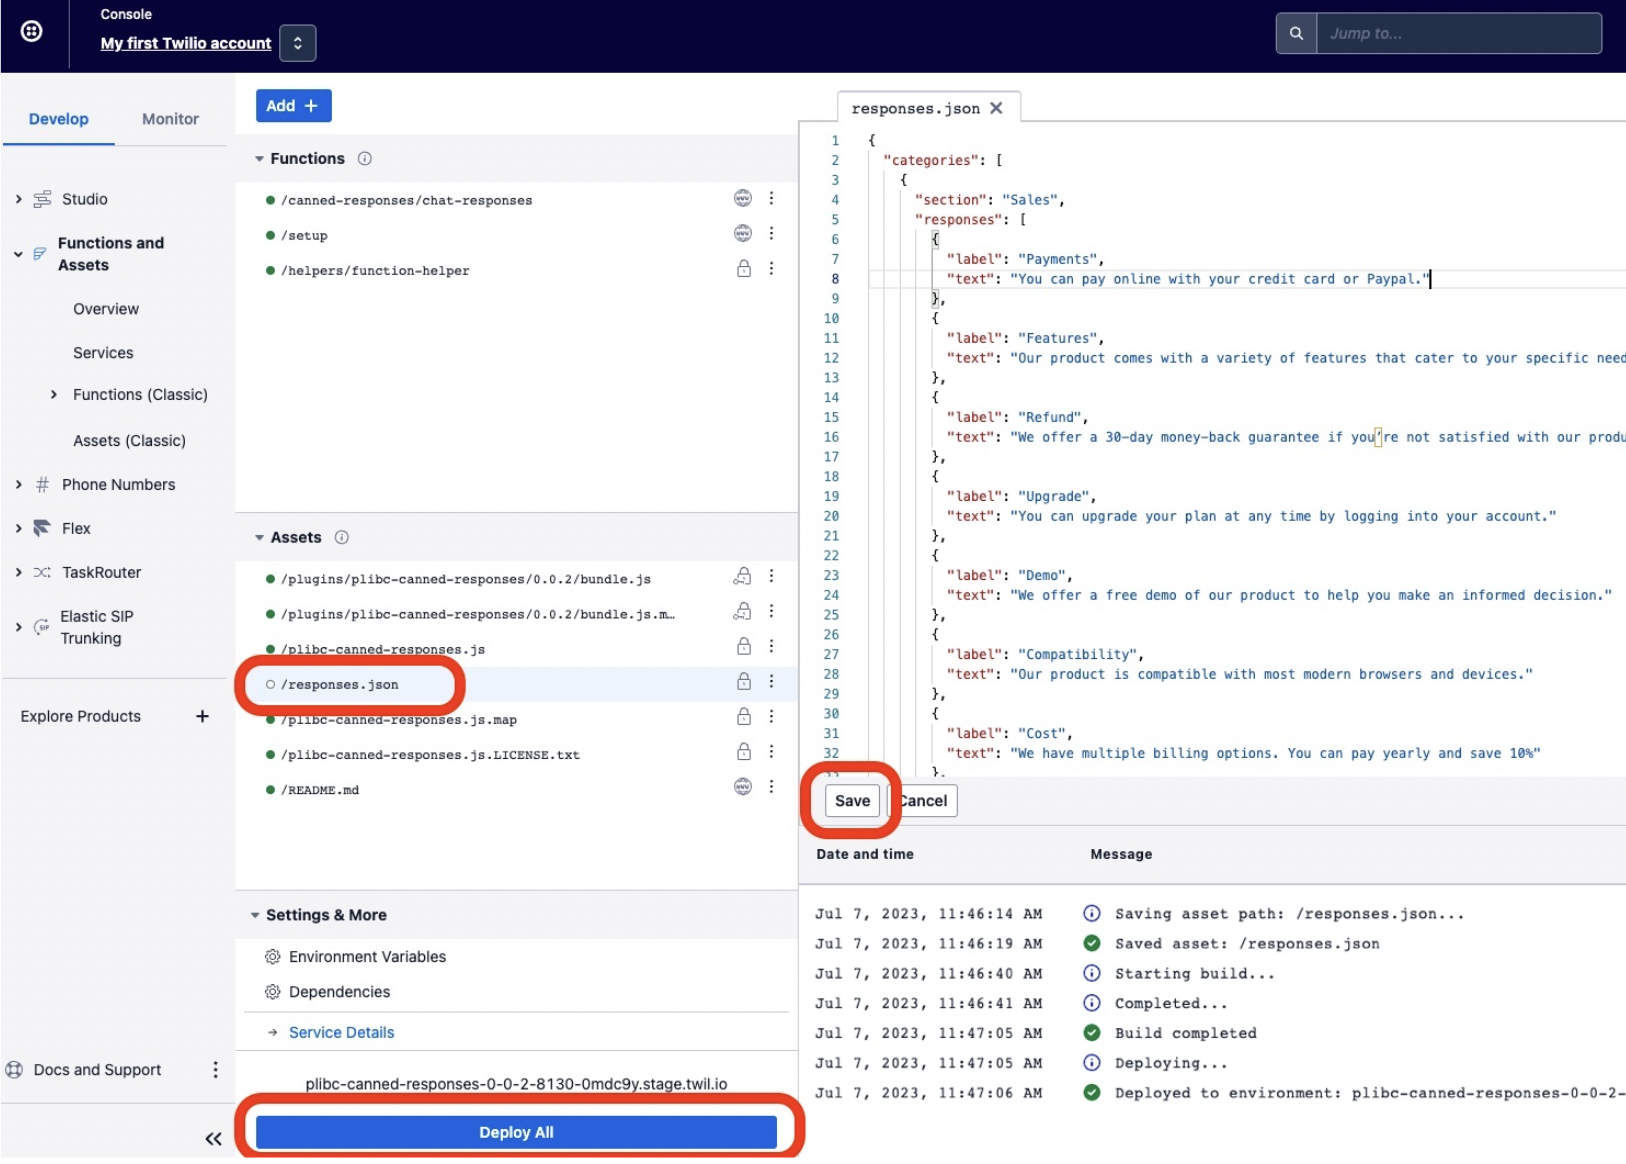 Console
My first Twilio account
Jump to...
Develop
Monitor
Studio
Functions and
Assets
Overview
Services
Functions (Classic)
Assets (Classic)
Phone Numbers
Flex
TaskRouter
Elastic SIP
Trunking
Explore Products
Docs and Support
Add +
Functions
/canned-responses/chat-responses
/setup
/helpers/function-helper
Assets
/plugins/plibc-canned-responses/0.0.2/bundle.js
/plugins/plibc-canned-responses/0.0.2/bundle.js.m…
/plibc-canned-responses.js
/responses.json
/plibc-canned-responses.js.map
/plibc-canned-responses.js.LICENSE.txt
/README.md
Settings & More
Environment Variables
Dependencies
Service Details
plibc-canned-responses-0-0-2-8130-0mdc9y.stage.twil.io
Deploy All
responses.json
1 {
2 "categories": [
3 {
4 "section": "Sales",
5 "responses": [
6 {
7 "label": "Payments",
8 "text": "You can pay online with your credit card or Paypal."
9 },
10 {
11 "label": "Features",
12 "text": "Our product comes with a variety of features that cater to your specific need
13 },
14 {
15 "label": "Refund",
16 "text": "We offer a 30-day money-back guarantee if you’re not satisfied with our produ
17 },
18 {
19 "label": "Upgrade",
20 "text": "You can upgrade your plan at any time by logging into your account."
21 },
22 {
23 "label": "Demo",
24 "text": "We offer a free demo of our product to help you make an informed decision."
25 },
26 {
27 "label": "Compatibility",
28 "text": "Our product is compatible with most modern browsers and devices."
29 },
30 {
31 "label": "Cost",
32 "text": "We have multiple billing options. You can pay yearly and save 10%"
33 },
Save
Cancel
Date and time Message
Jul 7, 2023, 11:46:14 AM Saving asset path: /responses.json...
Jul 7, 2023, 11:46:19 AM Saved asset: /responses.json
Jul 7, 2023, 11:46:40 AM Starting build...
Jul 7, 2023, 11:46:41 AM Completed...
Jul 7, 2023, 11:47:05 AM Build completed
Jul 7, 2023, 11:47:05 AM Deploying...
Jul 7, 2023, 11:47:06 AM Deployed to environment: plibc-canned-responses-0-0-2-